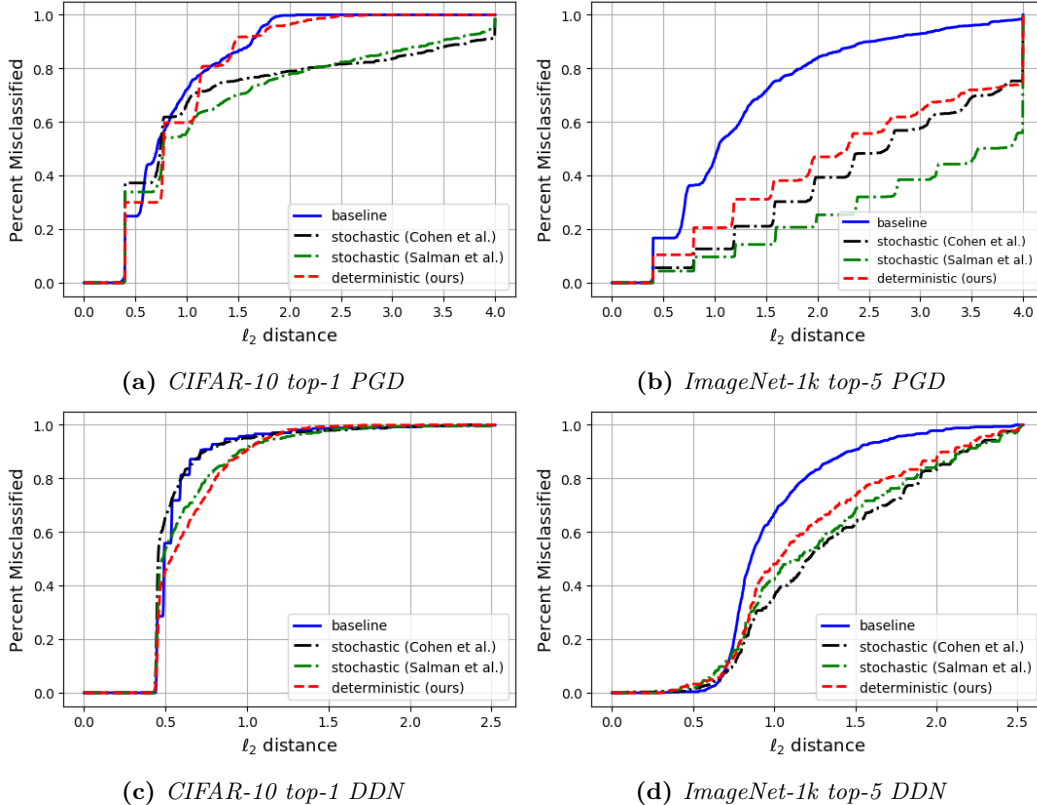 Percent Misclassified
1.0
0.8
0.6
0.4
0.2
0.0
baseline
stochastic (Cohen et al.)
stochastic (Salman et al.)
deterministic (ours)
0.0 0.5 1.0 1.5 2.0 2.5 3.0 3.5 4.0
ℓ₂ distance
(a) CIFAR-10 top-1 PGD
Percent Misclassified
1.0
0.8
0.6
0.4
0.2
0.0
baseline
stochastic (Cohen et al.)
stochastic (Salman et al.)
deterministic (ours)
0.0 0.5 1.0 1.5 2.0 2.5 3.0 3.5 4.0
ℓ₂ distance
(b) ImageNet-1k top-5 PGD
Percent Misclassified
1.0
0.8
0.6
0.4
0.2
0.0
baseline
stochastic (Cohen et al.)
stochastic (Salman et al.)
deterministic (ours)
0.0 0.5 1.0 1.5 2.0 2.5
ℓ₂ distance
(c) CIFAR-10 top-1 DDN
Percent Misclassified
1.0
0.8
0.6
0.4
0.2
0.0
baseline
stochastic (Cohen et al.)
stochastic (Salman et al.)
deterministic (ours)
0.0 0.5 1.0 1.5 2.0 2.5
ℓ₂ distance
(d) ImageNet-1k top-5 DDN